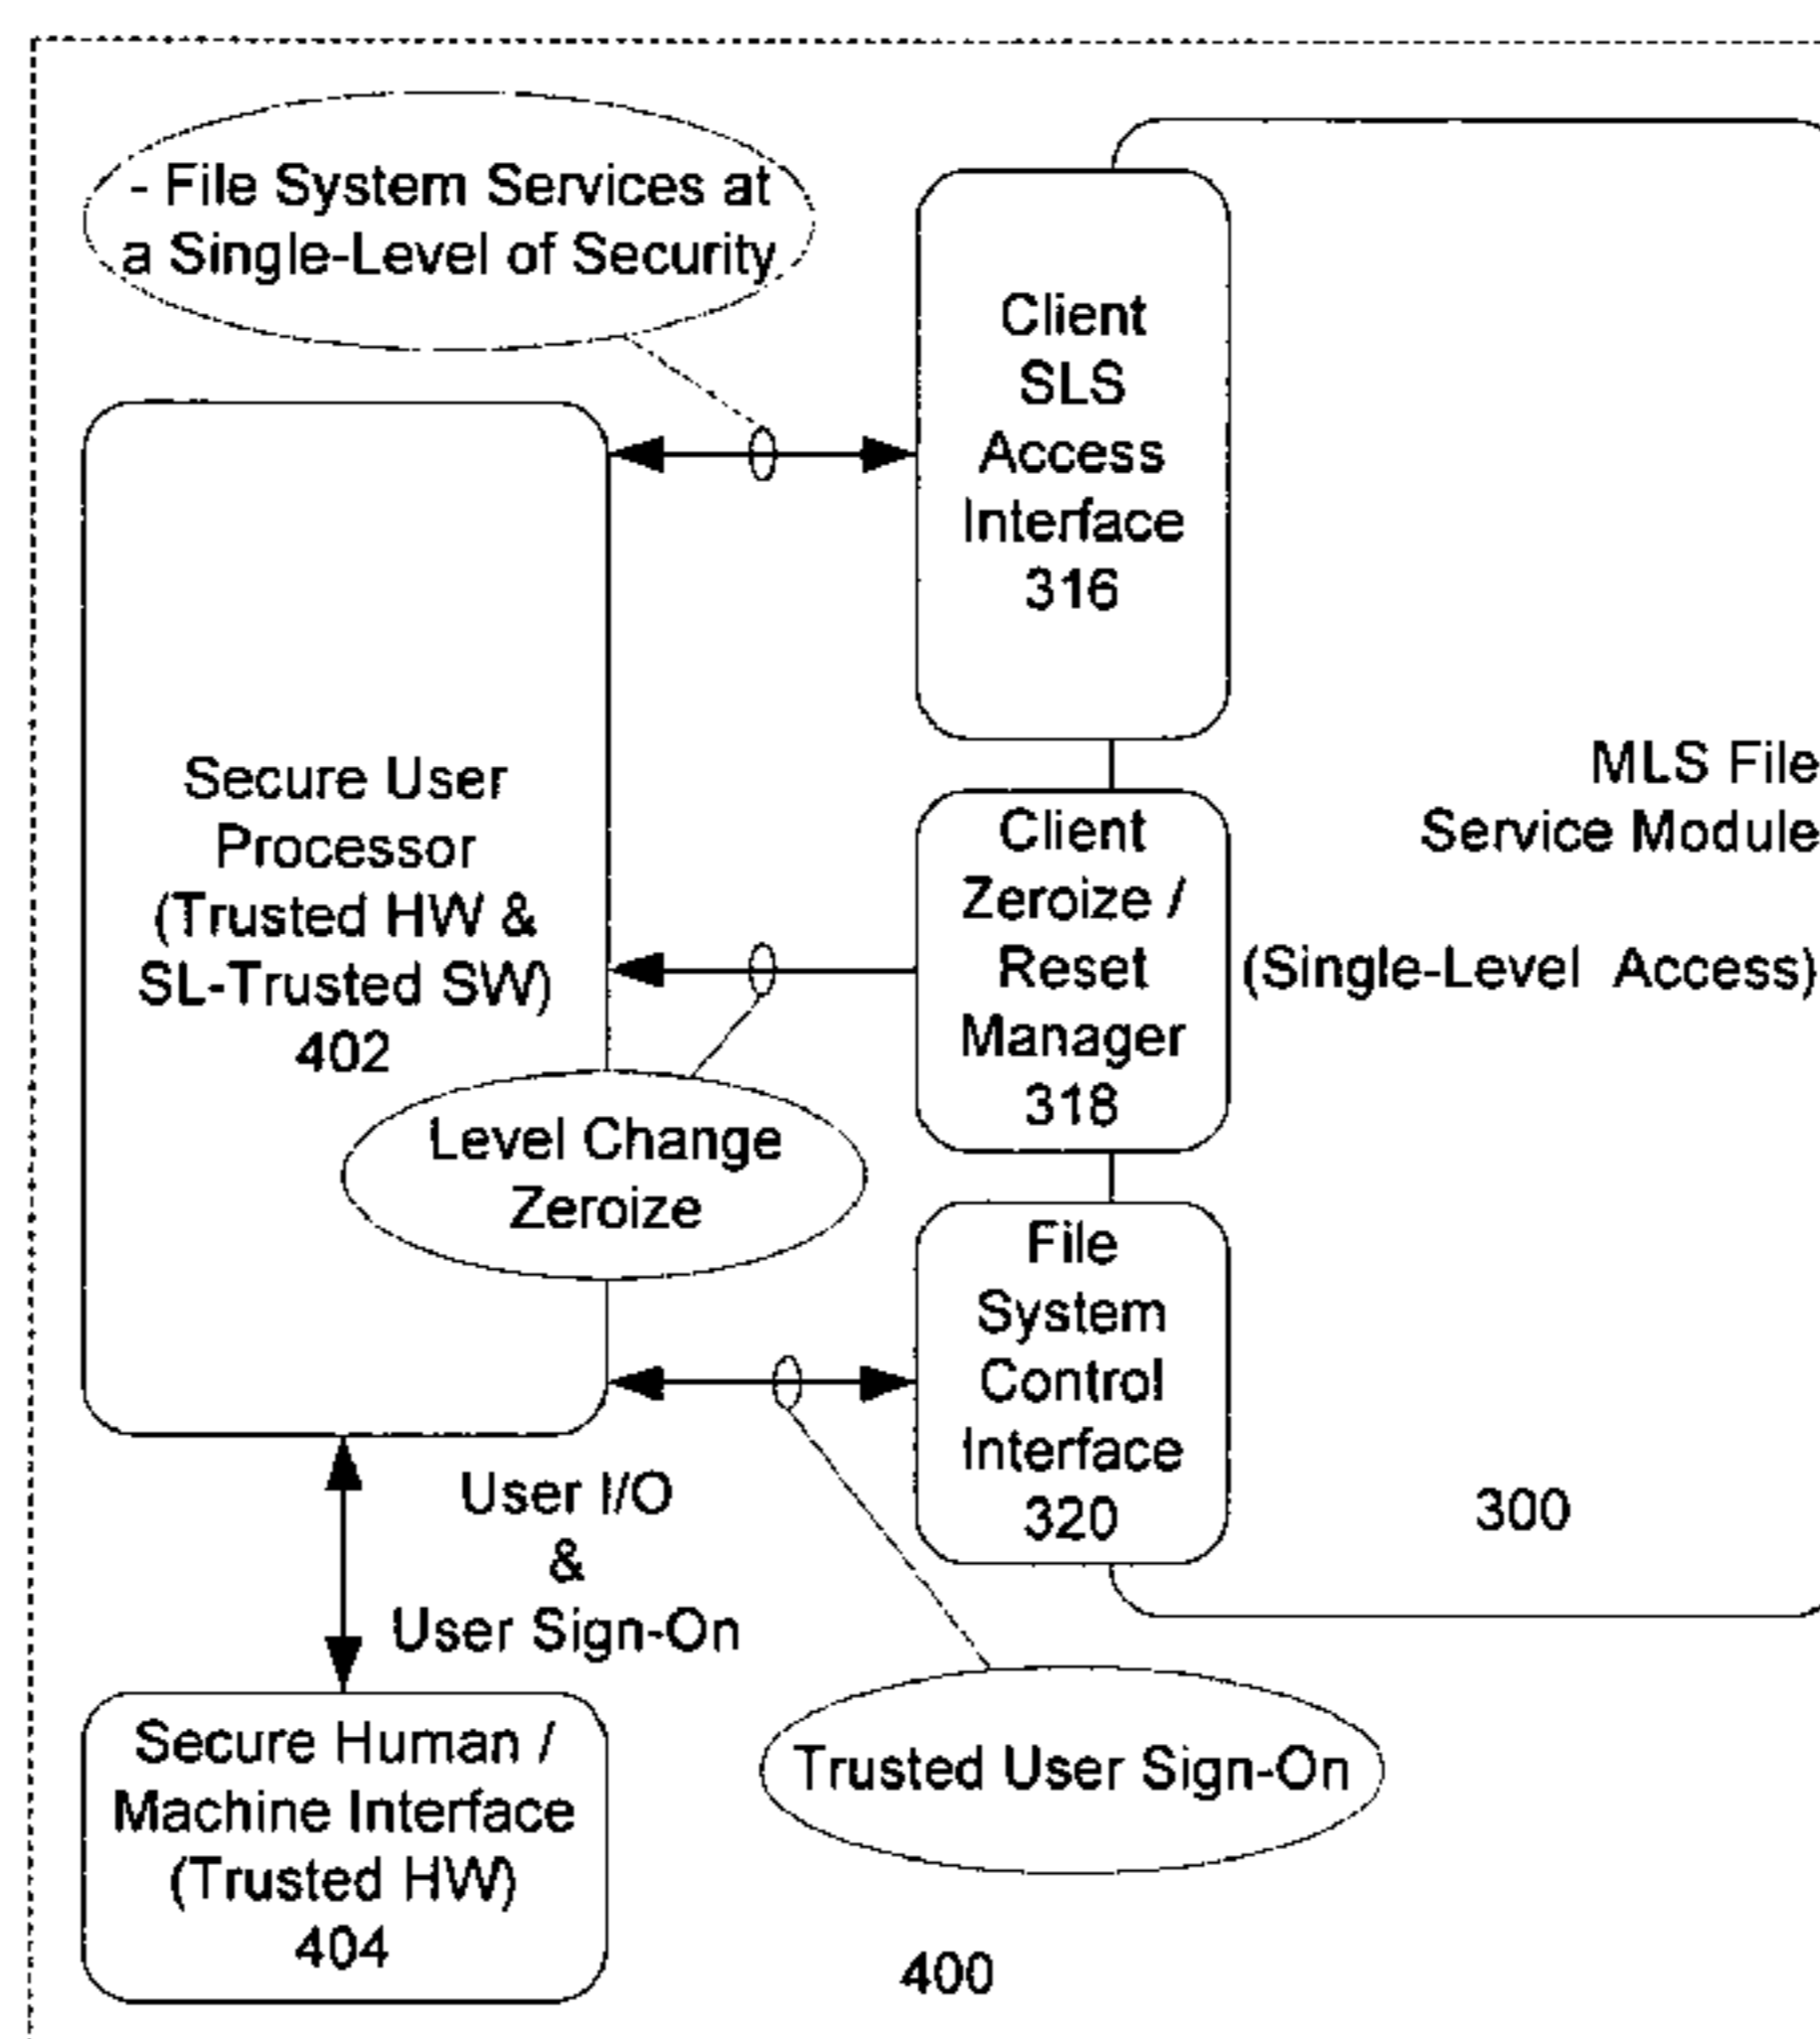 - File System Services at
a Single-Level of Security
Client
SLS
Access
Interface
316
Secure User
Processor
(Trusted HW &
SL-Trusted SW)
402
Client
Zeroize /
Reset
Manager
318
MLS File
Service Module
(Single-Level Access)
Level Change
Zeroize
File
System
Control
Interface
320
300
User I/O
&
User Sign-On
Secure Human /
Machine Interface
(Trusted HW)
404
Trusted User Sign-On
400